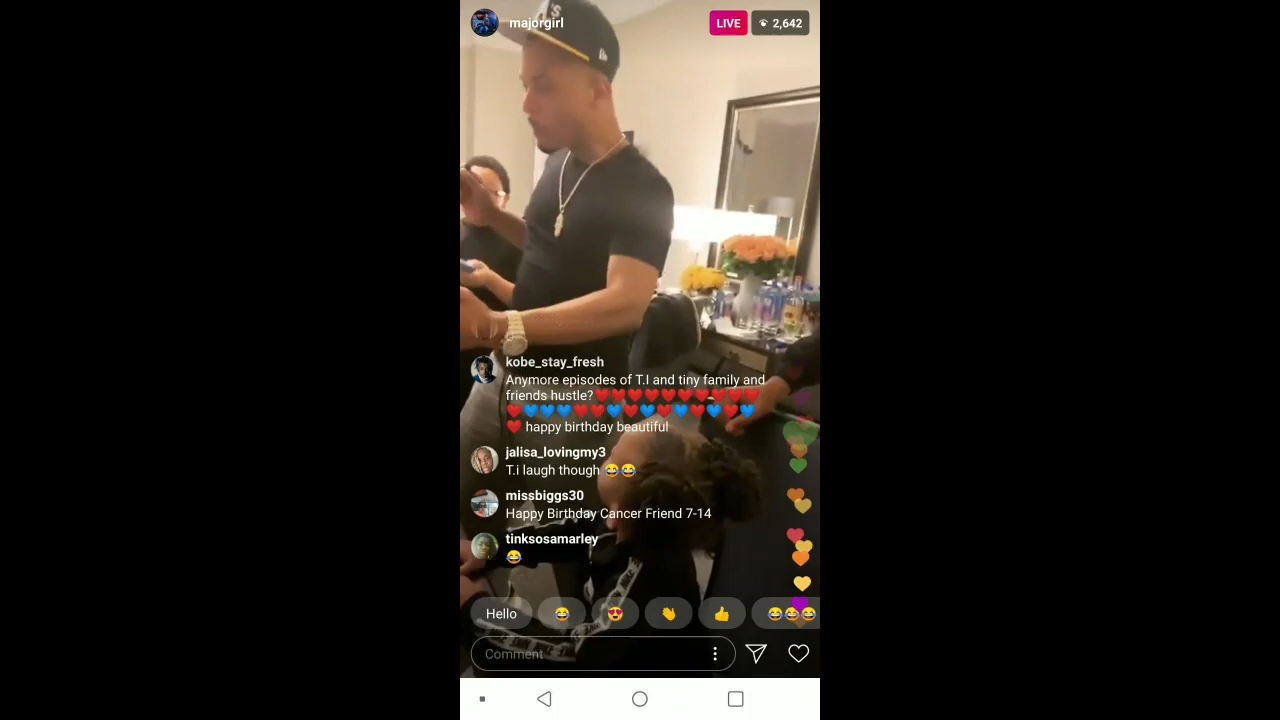 majorgirl
LIVE
2,642
kobe_stay_fresh
Anymore episodes of T.I and tiny family and
friends hustle?❤️❤️❤️❤️❤️❤️❤️❤️❤️❤️
❤️💙💙💙❤️❤️💙❤️💙❤️💙❤️💙❤️💙
❤️ happy birthday beautiful
jalisa_lovingmy3
T.i laugh though 😂😂
missbiggs30
Happy Birthday Cancer Friend 7-14
tinksosamarley
😂
Hello 😂 😍 👏 👍 😂😂😂
Comment